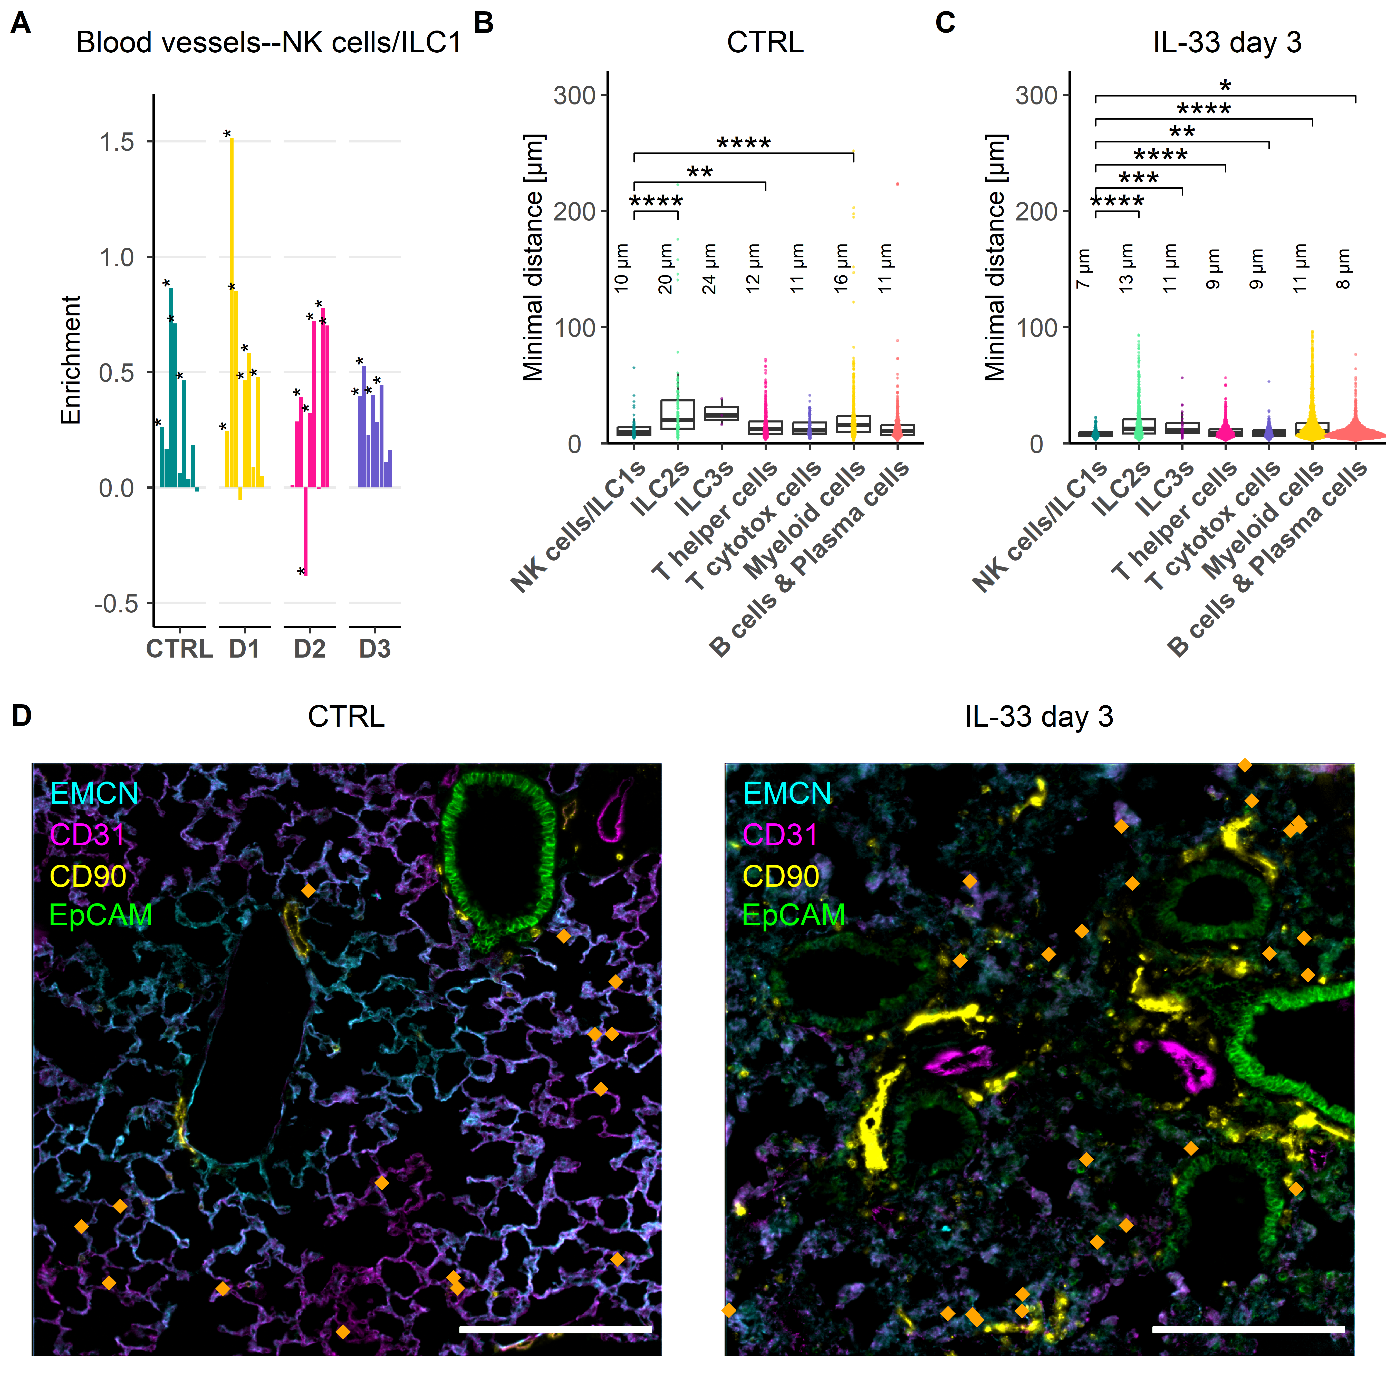 A
Blood vessels--NK cells/ILC1
Enrichment
1.5
1.0
0.5
0.0
-0.5
CTRL
D1
D2
D3
B
CTRL
Minimal distance [µm]
300
200
100
0
****
**
****
10 µm
20 µm
24 µm
12 µm
11 µm
16 µm
11 µm
NK cells/ILC1s
ILC2s
ILC3s
T helper cells
T cytotox cells
Myeloid cells
B cells & Plasma cells
C
IL-33 day 3
Minimal distance [µm]
300
200
100
0
*
****
**
****
***
****
7 µm
13 µm
11 µm
9 µm
9 µm
11 µm
8 µm
NK cells/ILC1s
ILC2s
ILC3s
T helper cells
T cytotox cells
Myeloid cells
B cells & Plasma cells
D
CTRL
EMCN
CD31
CD90
EpCAM
IL-33 day 3
EMCN
CD31
CD90
EpCAM